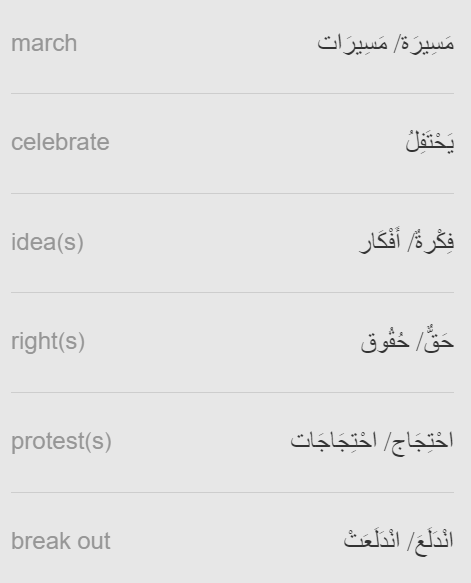 march مَسِيرَة/ مَسِيرَات
celebrate يَحْتَفِلُ
idea(s) فِكْرةٌ/ أَفْكَار
right(s) حَقٌّ/ حُقُوق
protest(s) احْتِجَاج/ احْتِجَاجَات
break out انْدَلَعَ/ انْدَلَعَتْ